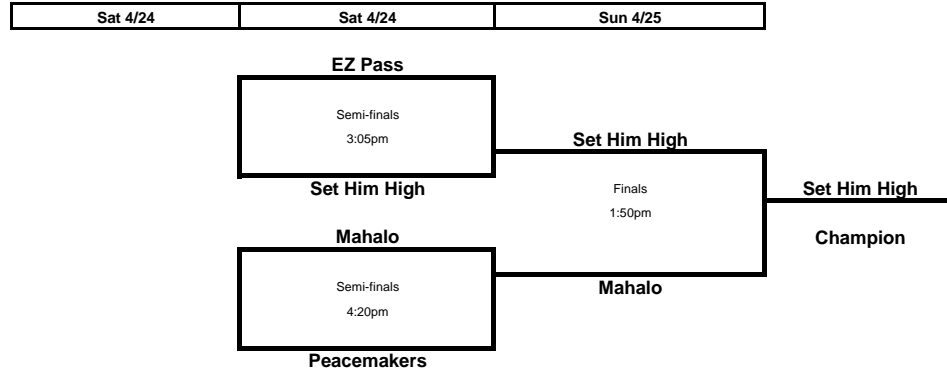 Sat 4/24 Sat 4/24 Sun 4/25
EZ Pass
Semi-finals
3:05pm
Set Him High
Set Him High
Finals
1:50pm
Set Him High
Champion
Mahalo
Semi-finals
4:20pm
Mahalo
Peacemakers